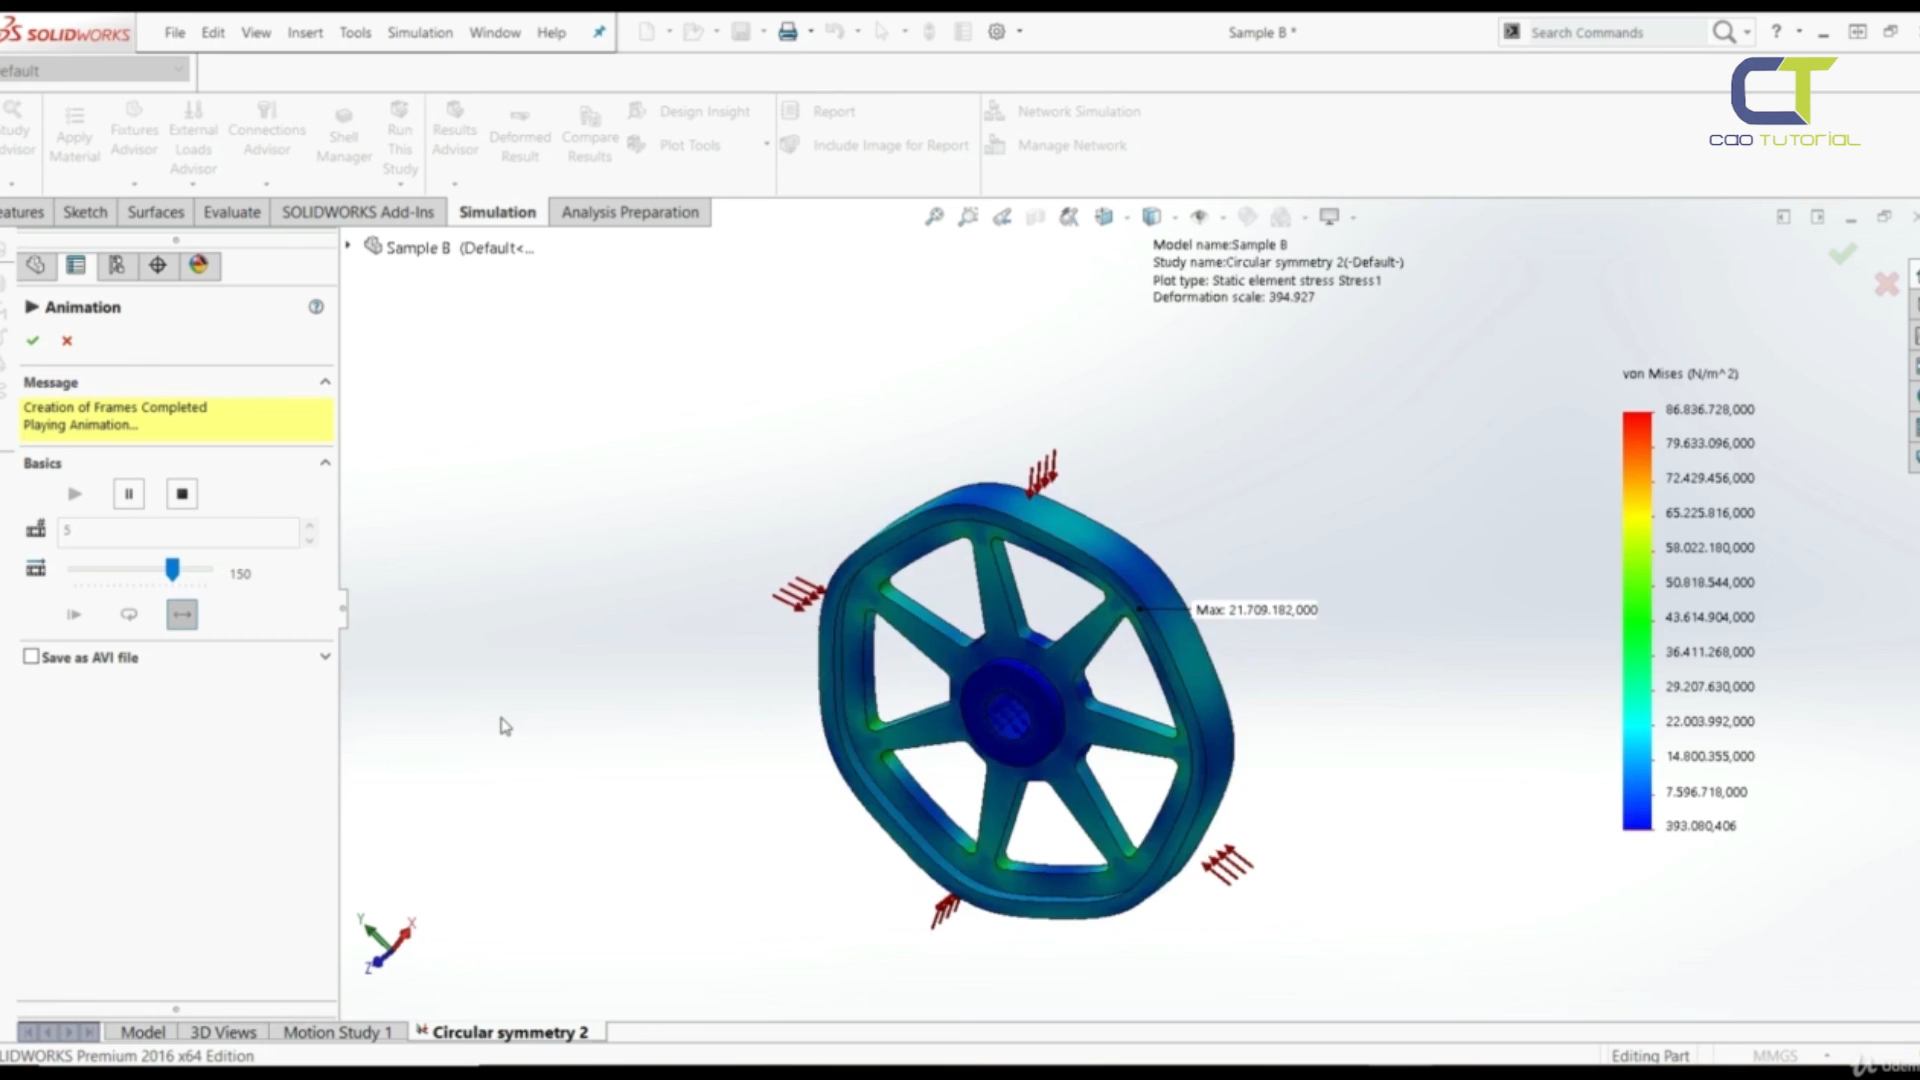 SOLIDWORKS File Edit View Insert Tools Simulation Window Help Sample B * Search Commands ?
efault
CT
CAO TUTORIAL
Apply Material
Fixtures Advisor
External Loads Advisor
Connections Advisor
Shell Manager
Run This Study
Results Advisor
Deformed Result
Compare Results
Design Insight
Plot Tools
Report
Include Image for Report
Network Simulation
Manage Network
eatures Sketch Surfaces Evaluate SOLIDWORKS Add-Ins Simulation Analysis Preparation
Sample B (Default<...
Model name:Sample B
Study name:Circular symmetry 2(-Default-)
Plot type: Static element stress Stress1
Deformation scale: 394.927
Animation
Message
Creation of Frames Completed
Playing Animation...
Basics
5
150
Save as AVI file
von Mises (N/m^2)
86.836.728,000
79.633.096,000
72.429.456,000
65.225.816,000
58.022.180,000
50.818.544,000
43.614.904,000
36.411.268,000
29.207.630,000
22.003.992,000
14.800.355,000
7.596.718,000
393.080,406
Max: 21.709.182,000
Y X
Z
Model 3D Views Motion Study 1 Circular symmetry 2
LIDWORKS Premium 2016 x64 Edition Editing Part MMGS